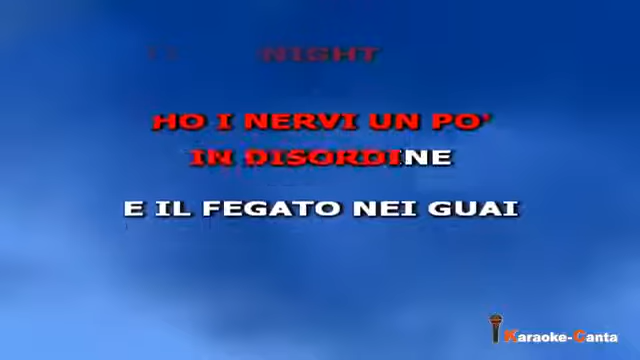 NIGHT
HO I NERVI UN PO'
IN DISORDINE
E IL FEGATO NEI GUAI
Karaoke-Canta